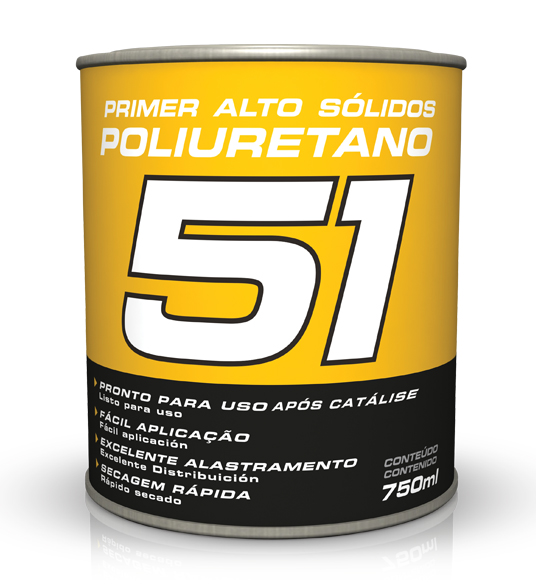 PRIMER ALTO SÓLIDOS
POLIURETANO
51
PRONTO PARA USO APÓS CATÁLISE
Listo para uso
FÁCIL APLICAÇÃO
Fácil aplicación
EXCELENTE ALASTRAMENTO
Excelente Distribuición
SECAGEM RÁPIDA
Rápido secado
CONTEÚDO
CONTENIDO
750ml